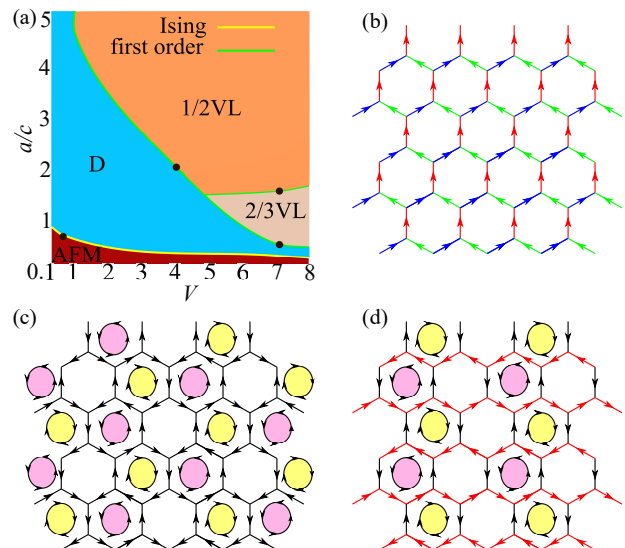 (a)
Ising
first order
5
4
3
2
1
0.1
a/c
1/2VL
D
2/3VL
AFM
1 2 3 4 5 6 7 8
V
(b)
(c)
(d)